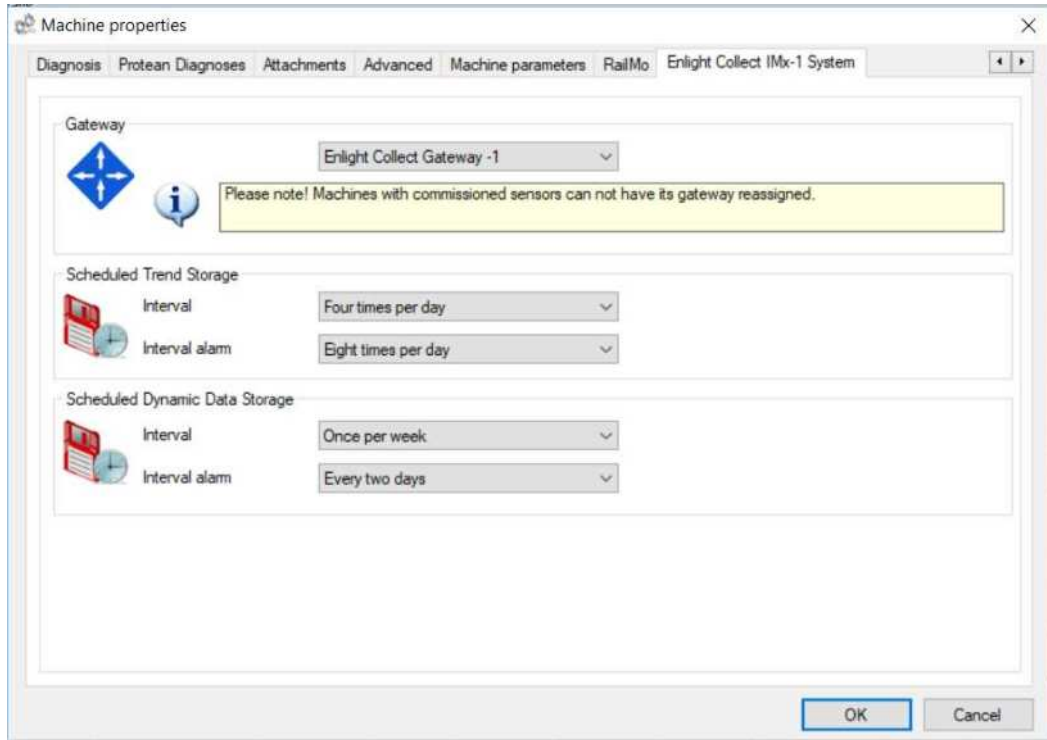 Machine properties
Diagnosis Protean Diagnoses Attachments Advanced Machine parameters RailMo Enlight Collect IMx-1 System
Gateway
Enlight Collect Gateway -1
Please note! Machines with commissioned sensors can not have its gateway reassigned.
Scheduled Trend Storage
Interval Four times per day
Interval alarm Eight times per day
Scheduled Dynamic Data Storage
Interval Once per week
Interval alarm Every two days
OK Cancel